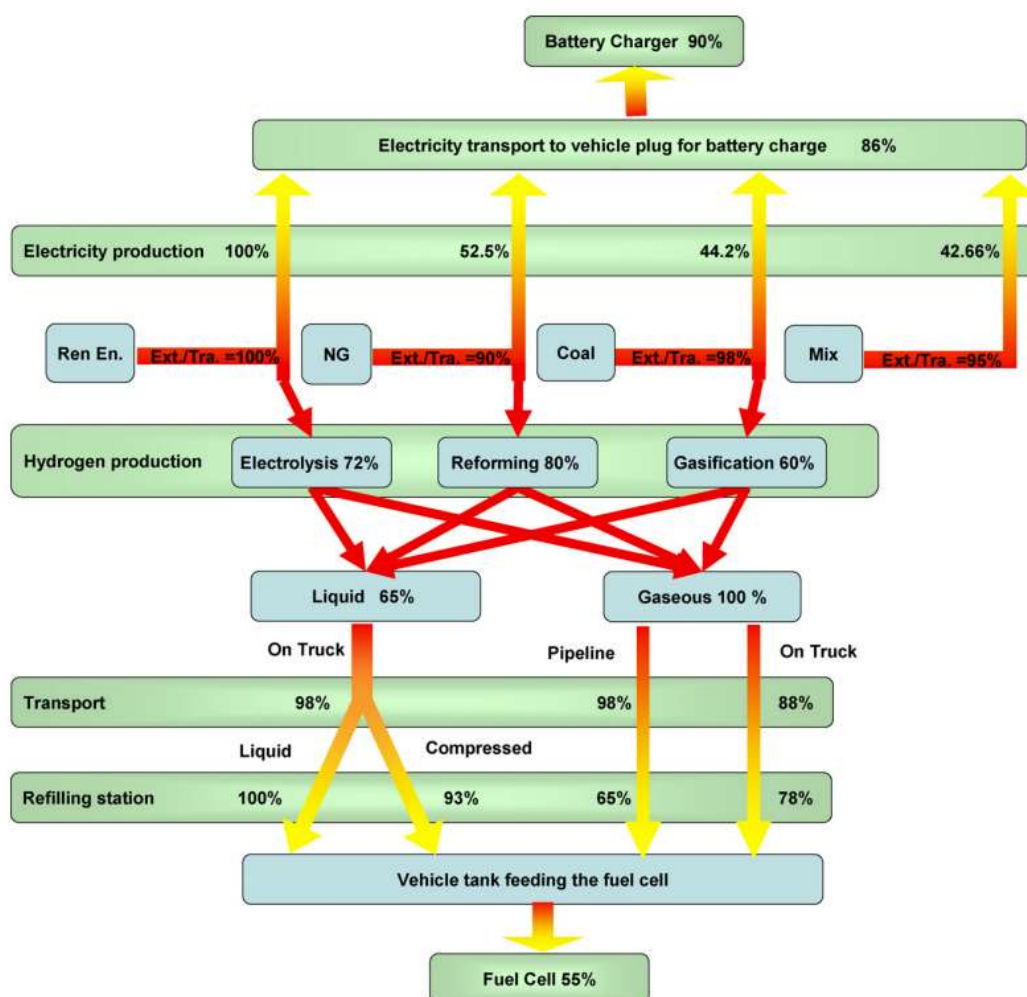 Battery Charger 90%
Electricity transport to vehicle plug for battery charge 86%
Electricity production 100% 52.5% 44.2% 42.66%
Ren En. Ext./Tra. =100% NG Ext./Tra. =90% Coal Ext./Tra. =98% Mix Ext./Tra. =95%
Hydrogen production Electrolysis 72% Reforming 80% Gasification 60%
Liquid 65% Gaseous 100 %
On Truck Pipeline On Truck
Transport 98% 98% 88%
Liquid Compressed
Refilling station 100% 93% 65% 78%
Vehicle tank feeding the fuel cell
Fuel Cell 55%